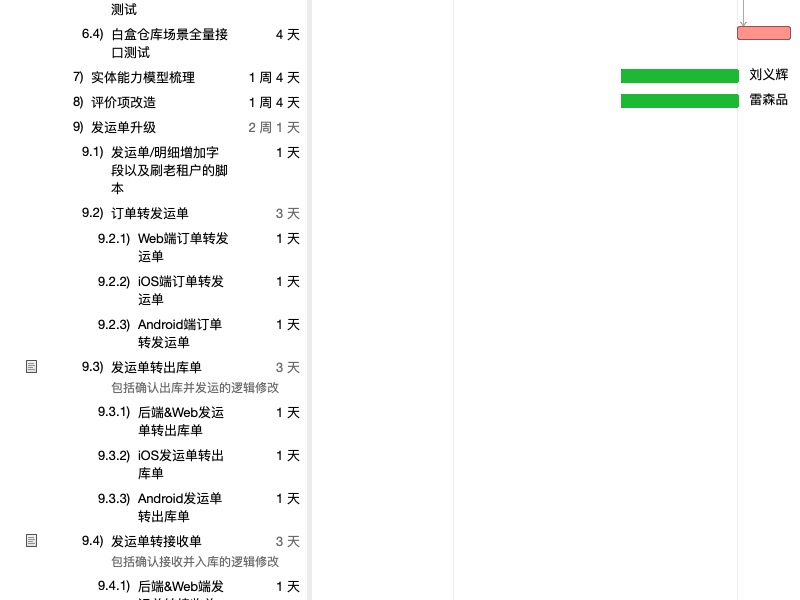 测试
6.4) 白盒仓库场景全量接 4 天
口测试
7) 实体能力模型梳理 1 周 4 天 刘义辉
8) 评价项改造 1 周 4 天 雷森品
9) 发运单升级 2 周 1 天
9.1) 发运单/明细增加字 1 天
段以及刷老租户的脚
本
9.2) 订单转发运单 3 天
9.2.1) Web端订单转发 1 天
运单
9.2.2) iOS端订单转发 1 天
运单
9.2.3) Android端订单 1 天
转发运单
9.3) 发运单转出库单 3 天
包括确认出库并发运的逻辑修改
9.3.1) 后端&Web发运 1 天
单转出库单
9.3.2) iOS发运单转出 1 天
库单
9.3.3) Android发运单 1 天
转出库单
9.4) 发运单转接收单 3 天
包括确认接收并入库的逻辑修改
9.4.1) 后端&Web端发 1 天